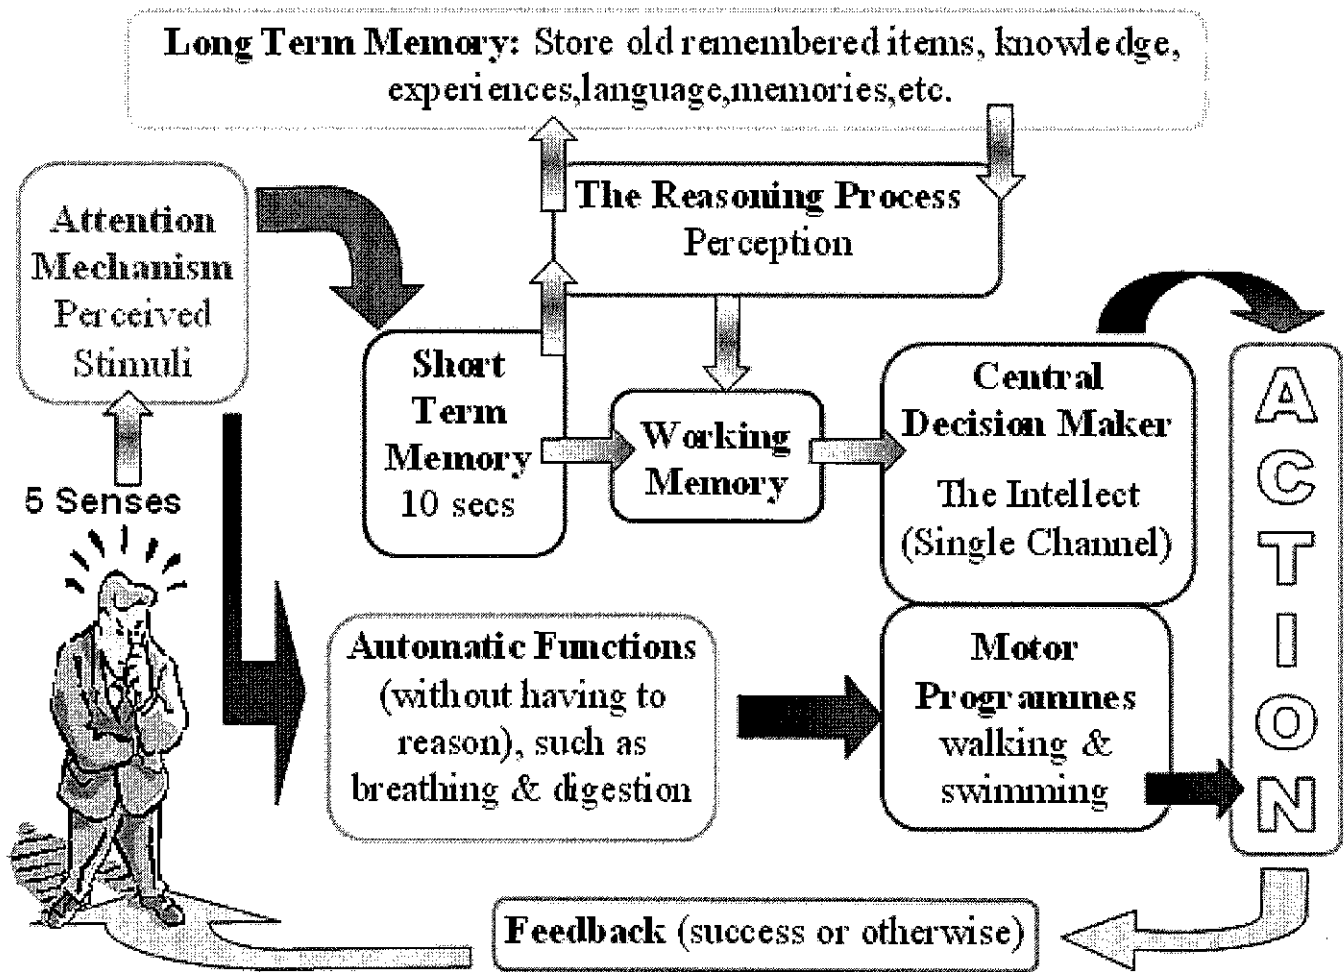 Long Term Memory: Store old remembered items, knowledge,
experiences,language,memories,etc.
The Reasoning Process
Perception
Attention
Mechanism
Perceived
Stimuli
Short
Term
Memory
10 secs
Working
Memory
Central
Decision Maker
The Intellect
(Single Channel)
ACTION
5 Senses
Automatic Functions
(without having to
reason), such as
breathing & digestion
Motor
Programmes
walking &
swimming
Feedback (success or otherwise)